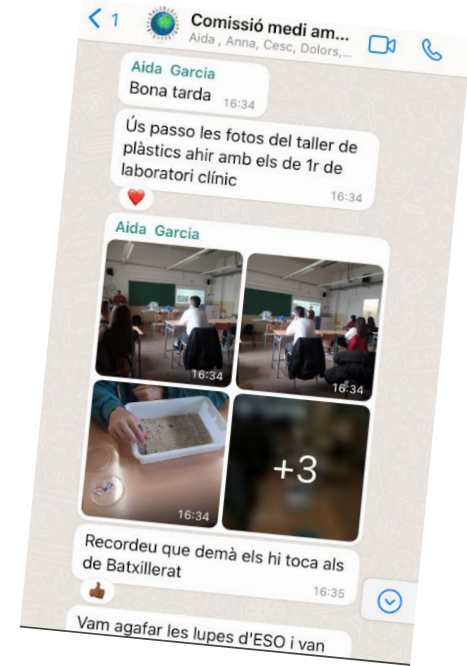 1
Comissió medi am...
Aida , Anna, Cesc, Dolors,...
Aida Garcia
Bona tarda
16:34
Ús passo les fotos del taller de
plàstics ahir amb els de 1r de
laboratori clínic
16:34
Aida Garcia
16:34
16:34
16:34
+3
Recordeu que demà els hi toca als
de Batxillerat
16:35
Vam agafar les lupes d'ESO i van